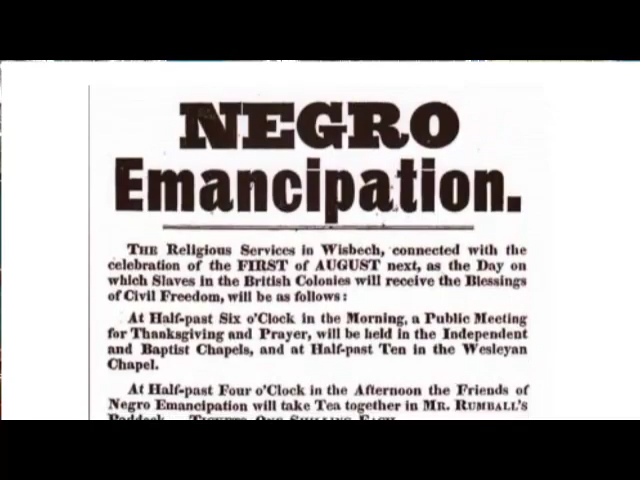 NEGRO
Emancipation.
THE Religious Services in Wisbech, connected with the
celebration of the FIRST of AUGUST next, as the Day on
which Slaves in the British Colonies will receive the Blessings
of Civil Freedom, will be as follows:
At Half-past Six o'Clock in the Morning, a Public Meeting
for Thanksgiving and Prayer, will be held in the Independent
and Baptist Chapels, and at Half-past Ten in the Wesleyan
Chapel.
At Half-past Four o'Clock in the Afternoon the Friends of
Negro Emancipation will take Tea together in MR. RUMBALL'S